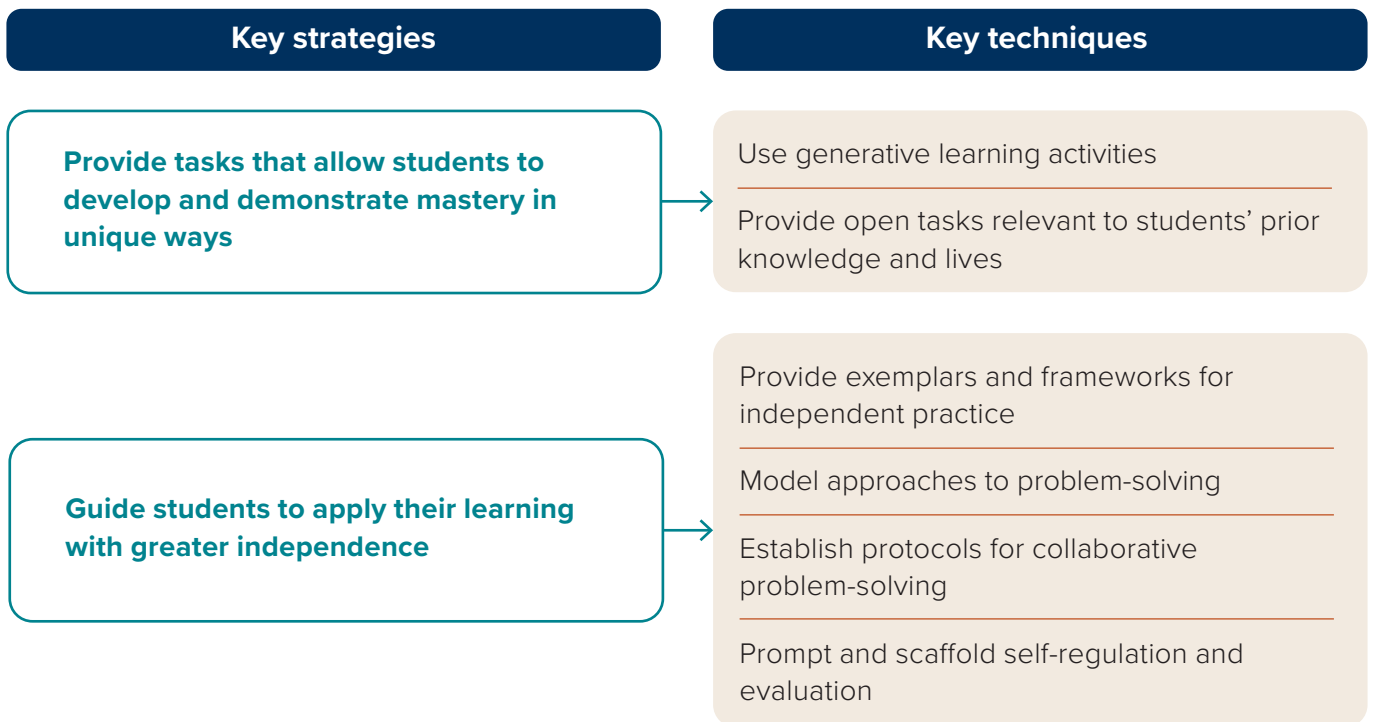 Key strategies
Key techniques
Provide tasks that allow students to
develop and demonstrate mastery in
unique ways
Use generative learning activities
Provide open tasks relevant to students’ prior
knowledge and lives
Guide students to apply their learning
with greater independence
Provide exemplars and frameworks for
independent practice
Model approaches to problem-solving
Establish protocols for collaborative
problem-solving
Prompt and scaffold self-regulation and
evaluation